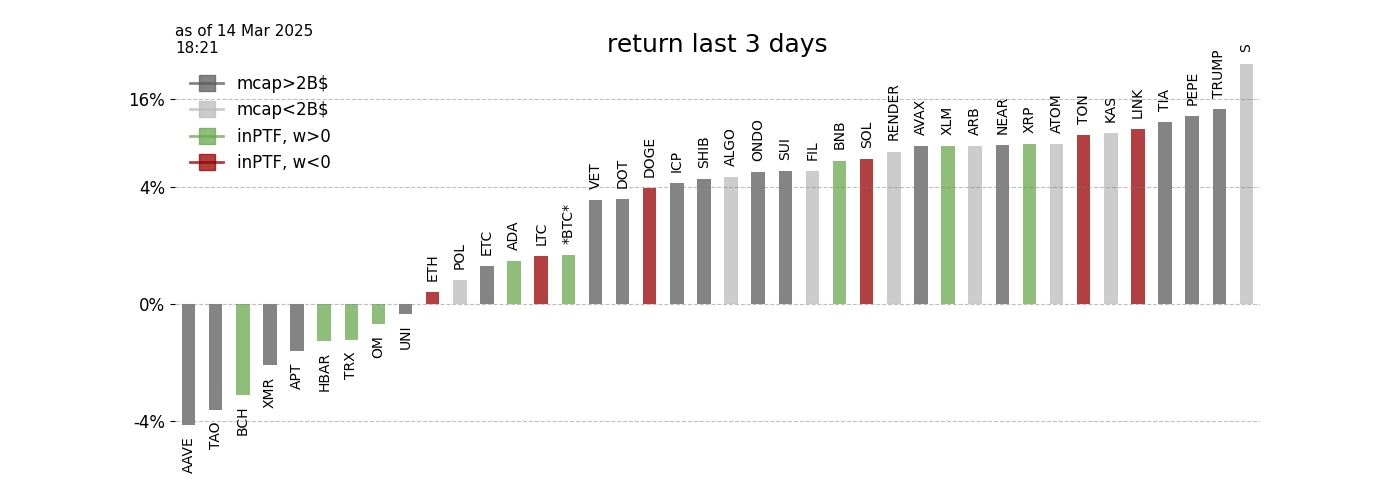 as of 14 Mar 2025
18:21
return last 3 days
mcap>2B$
mcap<2B$
inPTF, w>0
inPTF, w<0
16%
4%
0%
-4%
AAVE
TAO
BCH
XMR
APT
HBAR
TRX
OM
UNI
ETH
POL
ETC
ADA
LTC
*BTC*
VET
DOT
DOGE
ICP
SHIB
ALGO
ONDO
SUI
FIL
BNB
SOL
RENDER
AVAX
XLM
ARB
NEAR
XRP
ATOM
TON
KAS
LINK
TIA
PEPE
TRUMP
S